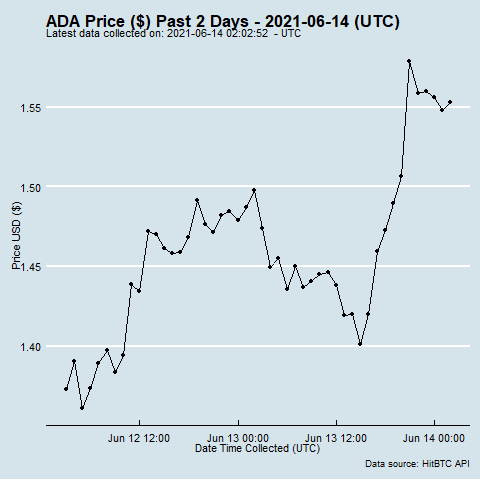 ADA Price ($) Past 2 Days - 2021-06-14 (UTC)
Latest data collected on: 2021-06-14 02:02:52 - UTC
1.55
1.50
1.45
1.40
Price USD ($)
Jun 12 12:00 Jun 13 00:00 Jun 13 12:00 Jun 14 00:00
Date Time Collected (UTC)
Data source: HitBTC API